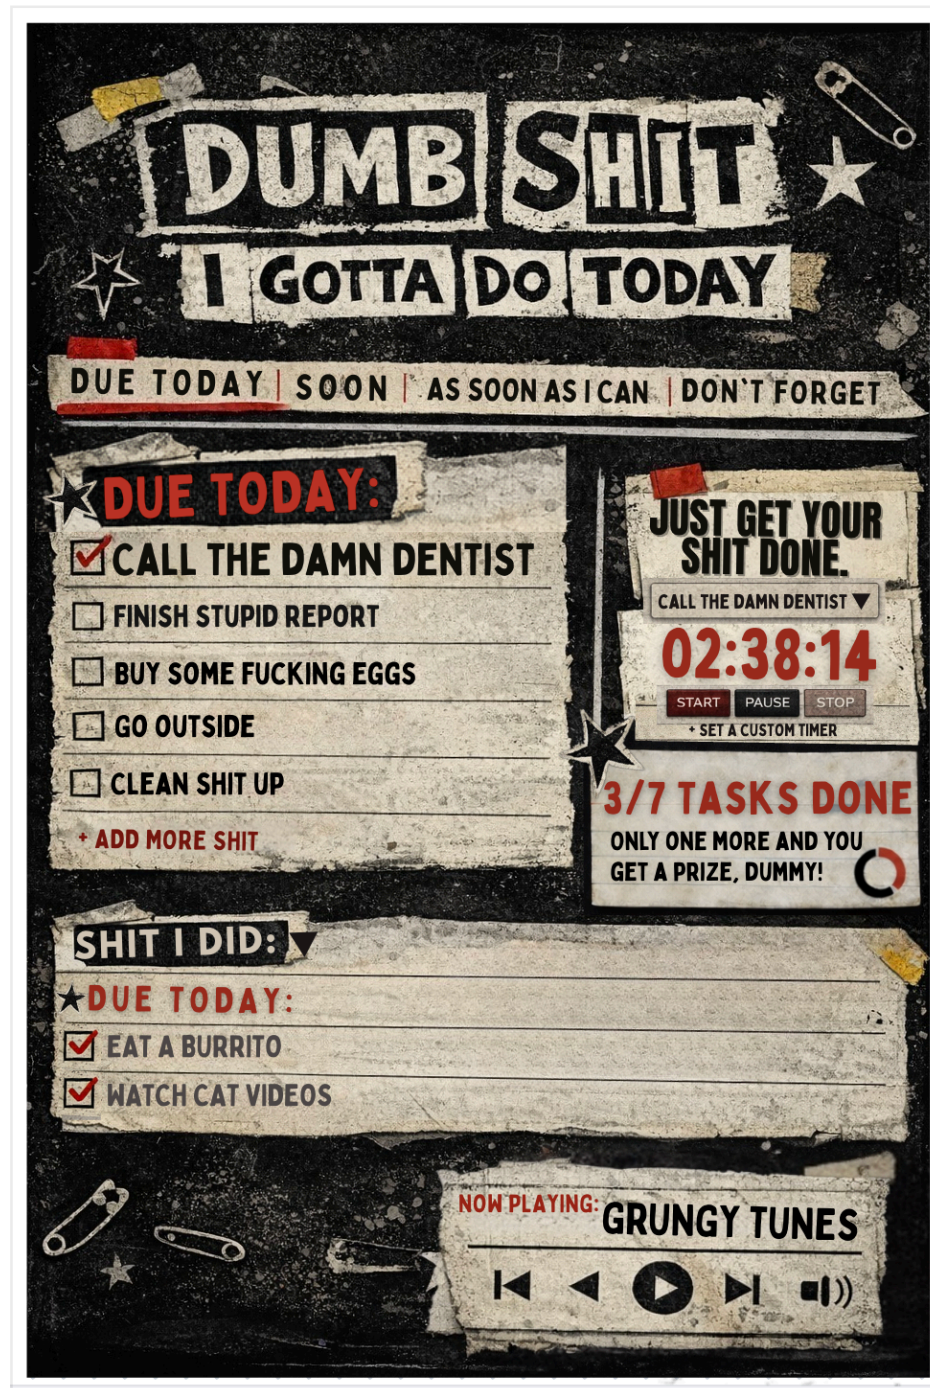 DUMB SHIT
I GOTTA DO TODAY
DUE TODAY | SOON | AS SOON AS I CAN | DON'T FORGET
DUE TODAY:
CALL THE DAMN DENTIST
FINISH STUPID REPORT
BUY SOME FUCKING EGGS
GO OUTSIDE
CLEAN SHIT UP
+ ADD MORE SHIT
JUST GET YOUR
SHIT DONE.
CALL THE DAMN DENTIST ▼
02:38:14
START PAUSE STOP
+ SET A CUSTOM TIMER
3/7 TASKS DONE
ONLY ONE MORE AND YOU
GET A PRIZE, DUMMY!
SHIT I DID: ▼
DUE TODAY:
EAT A BURRITO
WATCH CAT VIDEOS
NOW PLAYING: GRUNGY TUNES